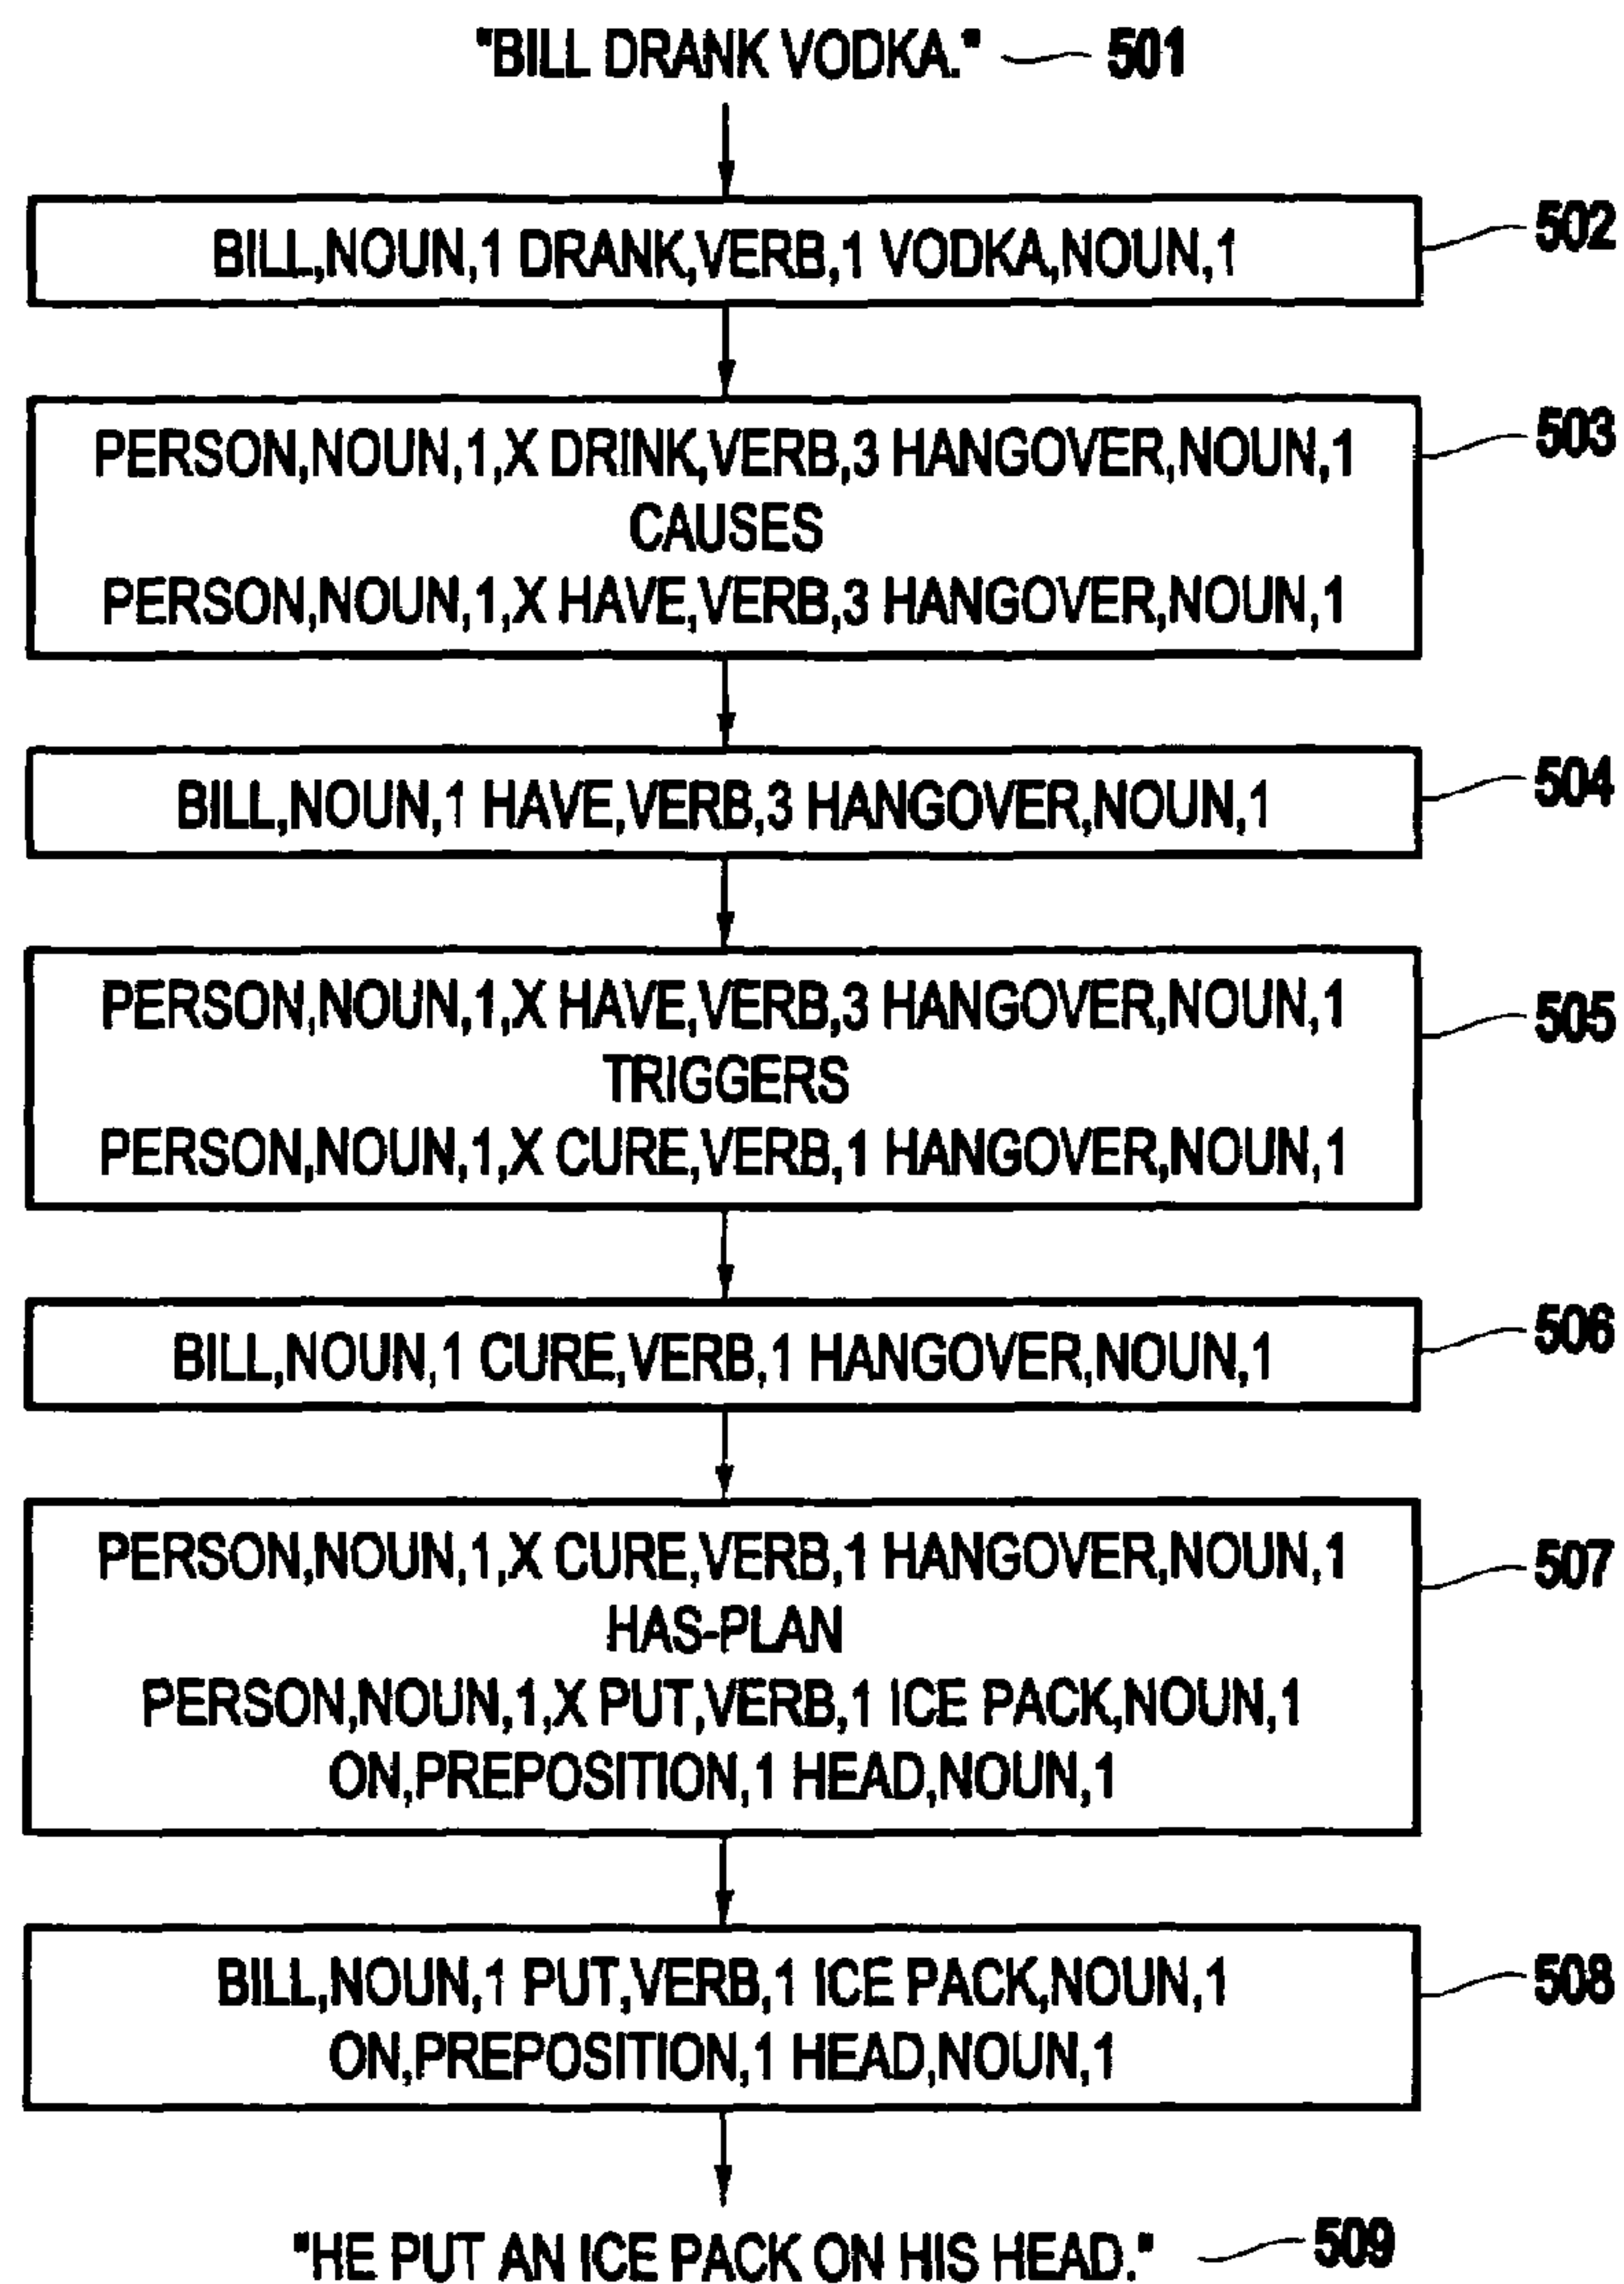 "BILL DRANK VODKA." 501
BILL,NOUN,1 DRANK,VERB,1 VODKA,NOUN,1 502
PERSON,NOUN,1,X DRINK,VERB,3 HANGOVER,NOUN,1 503
CAUSES
PERSON,NOUN,1,X HAVE,VERB,3 HANGOVER,NOUN,1
BILL,NOUN,1 HAVE,VERB,3 HANGOVER,NOUN,1 504
PERSON,NOUN,1,X HAVE,VERB,3 HANGOVER,NOUN,1 505
TRIGGERS
PERSON,NOUN,1,X CURE,VERB,1 HANGOVER,NOUN,1
BILL,NOUN,1 CURE,VERB,1 HANGOVER,NOUN,1 506
PERSON,NOUN,1,X CURE,VERB,1 HANGOVER,NOUN,1 507
HAS-PLAN
PERSON,NOUN,1,X PUT,VERB,1 ICE PACK,NOUN,1
ON,PREPOSITION,1 HEAD,NOUN,1
BILL,NOUN,1 PUT,VERB,1 ICE PACK,NOUN,1 508
ON,PREPOSITION,1 HEAD,NOUN,1
"HE PUT AN ICE PACK ON HIS HEAD." 509